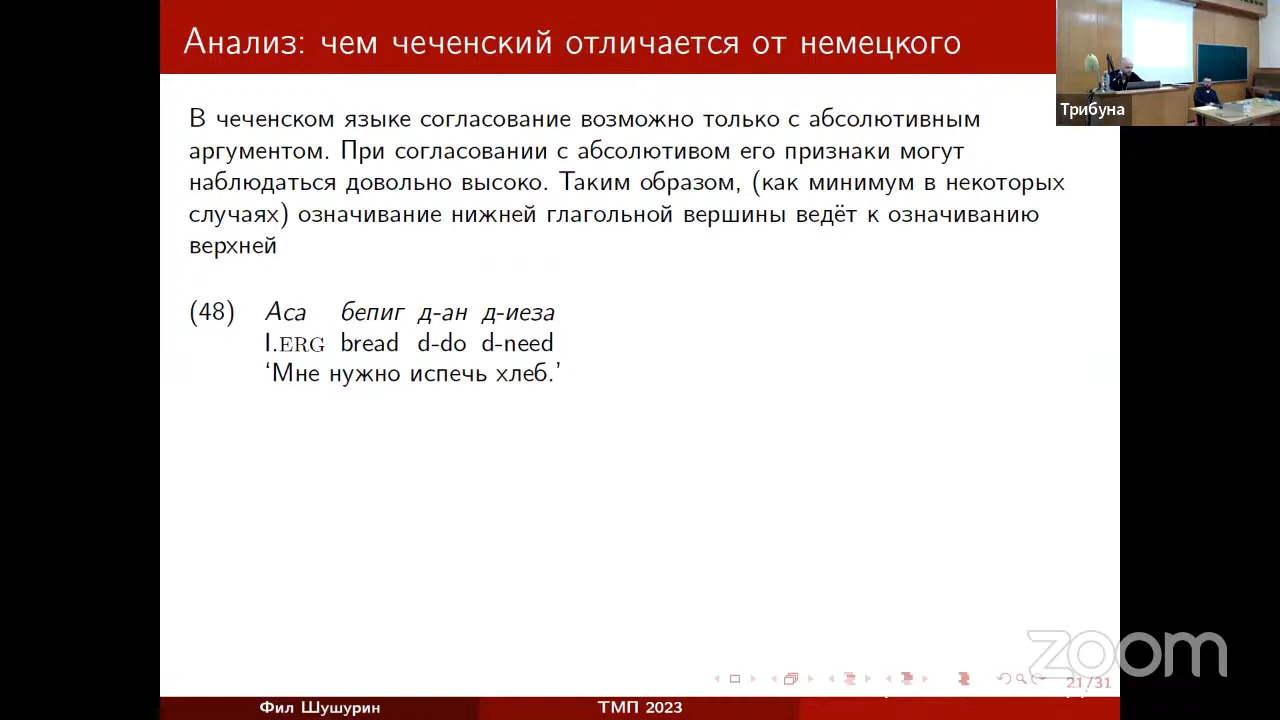 Анализ: чем чеченский отличается от немецкого
Трибуна
В чеченском языке согласование возможно только с абсолютивным
аргументом. При согласовании с абсолютивом его признаки могут
наблюдаться довольно высоко. Таким образом, (как минимум в некоторых
случаях) означивание нижней глагольной вершины ведёт к означиванию
верхней
(48) Аса бепиг д-ан д-иеза
I.ERG bread d-do d-need
‘Мне нужно испечь хлеб.’
zoom
21/31
Фил Шушурин ТМП 2023